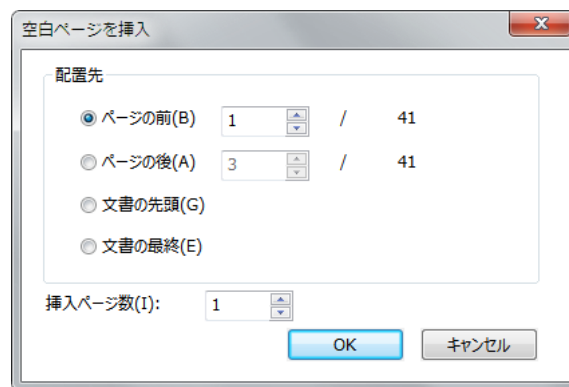 空白ページを挿入
配置先
ページの前(B) 1 / 41
ページの後(A) 3 / 41
文書の先頭(G)
文書の最終(E)
挿入ページ数(I): 1
OK キャンセル